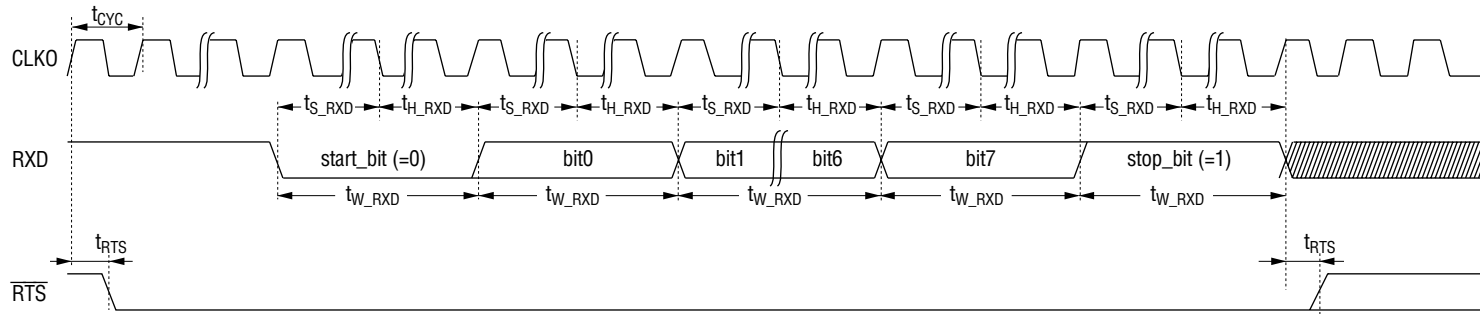 tCYC
CLKO
tS_RXD tH_RXD tS_RXD tH_RXD tS_RXD tH_RXD tS_RXD tH_RXD tS_RXD tH_RXD
RXD start_bit (=0) bit0 bit1 bit6 bit7 stop_bit (=1)
tW_RXD tW_RXD tW_RXD tW_RXD tW_RXD
tRTS tRTS
RTS